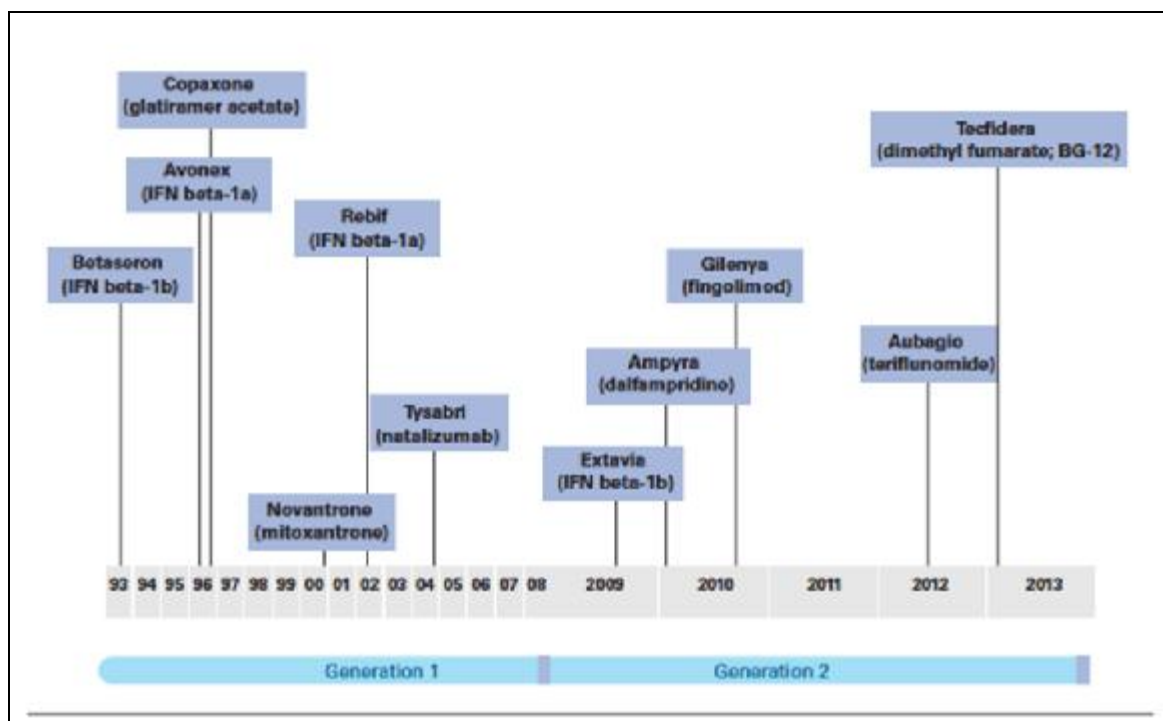 Copaxone
(glatiramer acetate)
Avonex
(IFN beta-1a)
Betaseron
(IFN beta-1b)
Rebif
(IFN beta-1a)
Novantrone
(mitoxantrone)
Tysabri
(natalizumab)
Extavia
(IFN beta-1b)
Ampyra
(dalfampridine)
Gilenya
(fingolimod)
Aubagio
(teriflunomide)
Tecfidera
(dimethyl fumarate; BG-12)
93 94 95 96 97 98 99 00 01 02 03 04 05 06 07 08 2009 2010 2011 2012 2013
Generation 1 Generation 2